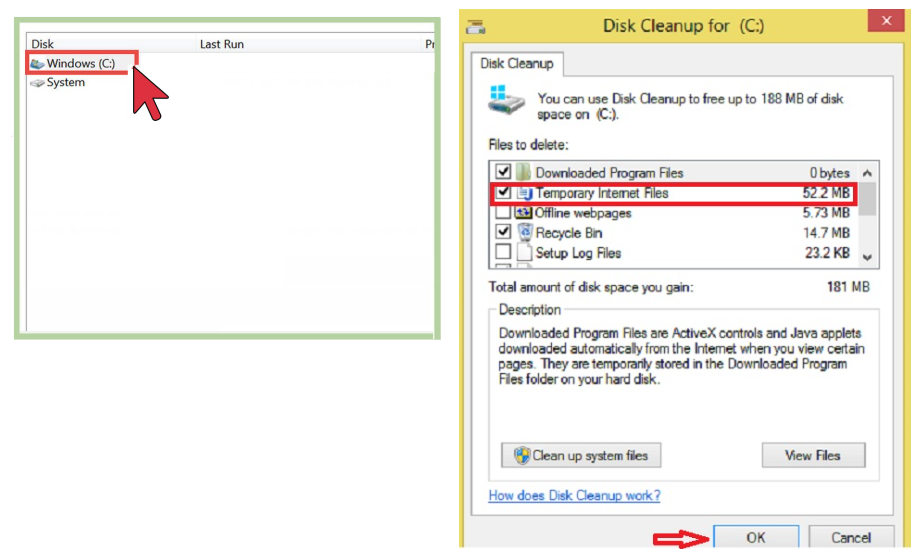 Disk Last Run Pr
Windows (C:)
System
Disk Cleanup for (C:)
Disk Cleanup
You can use Disk Cleanup to free up to 188 MB of disk
space on (C:).
Files to delete:
Downloaded Program Files 0 bytes
Temporary Internet Files 52.2 MB
Offline webpages 5.73 MB
Recycle Bin 14.7 MB
Setup Log Files 23.2 KB
Total amount of disk space you gain: 181 MB
Description
Downloaded Program Files are ActiveX controls and Java applets
downloaded automatically from the Internet when you view certain
pages. They are temporarily stored in the Downloaded Program
Files folder on your hard disk.
Clean up system files View Files
How does Disk Cleanup work?
OK Cancel